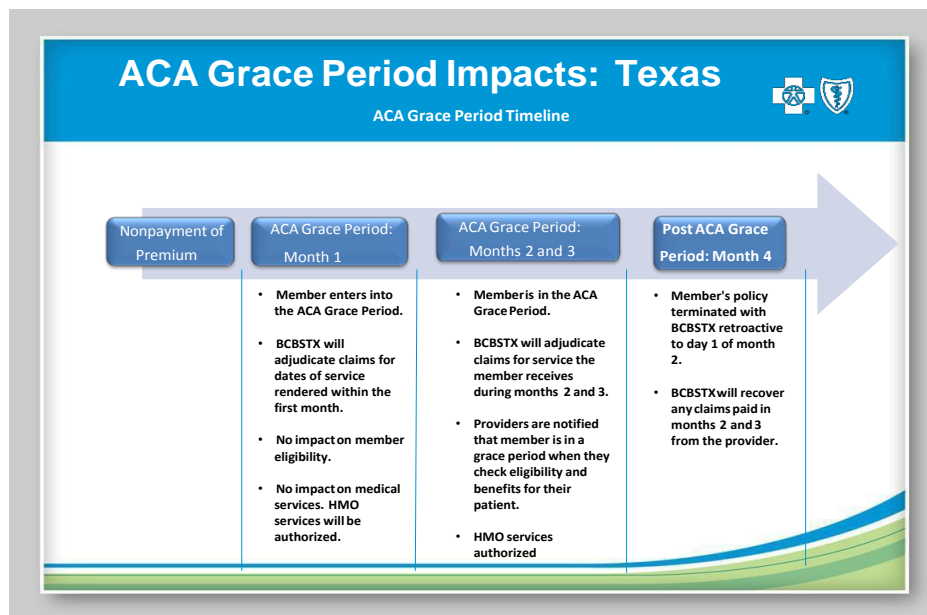 ACA Grace Period Impacts: Texas
ACA Grace Period Timeline
Nonpayment of
Premium
ACA Grace Period:
Month 1
ACA Grace Period:
Months 2 and 3
Post ACA Grace
Period: Month 4
• Member enters into
the ACA Grace Period.
• BCBSTX will
adjudicate claims for
dates of service
rendered within the
first month.
• No impact on member
eligibility.
• No impact on medical
services. HMO
services will be
authorized.
• Member is in the ACA
Grace Period.
• BCBSTX will adjudicate
claims for service the
member receives
during months 2 and 3.
• Providers are notified
that member is in a
grace period when they
check eligibility and
benefits for their
patient.
• HMO services
authorized
• Member's policy
terminated with
BCBSTX retroactive
to day 1 of month
2.
• BCBSTX will recover
any claims paid in
months 2 and 3
from the provider.